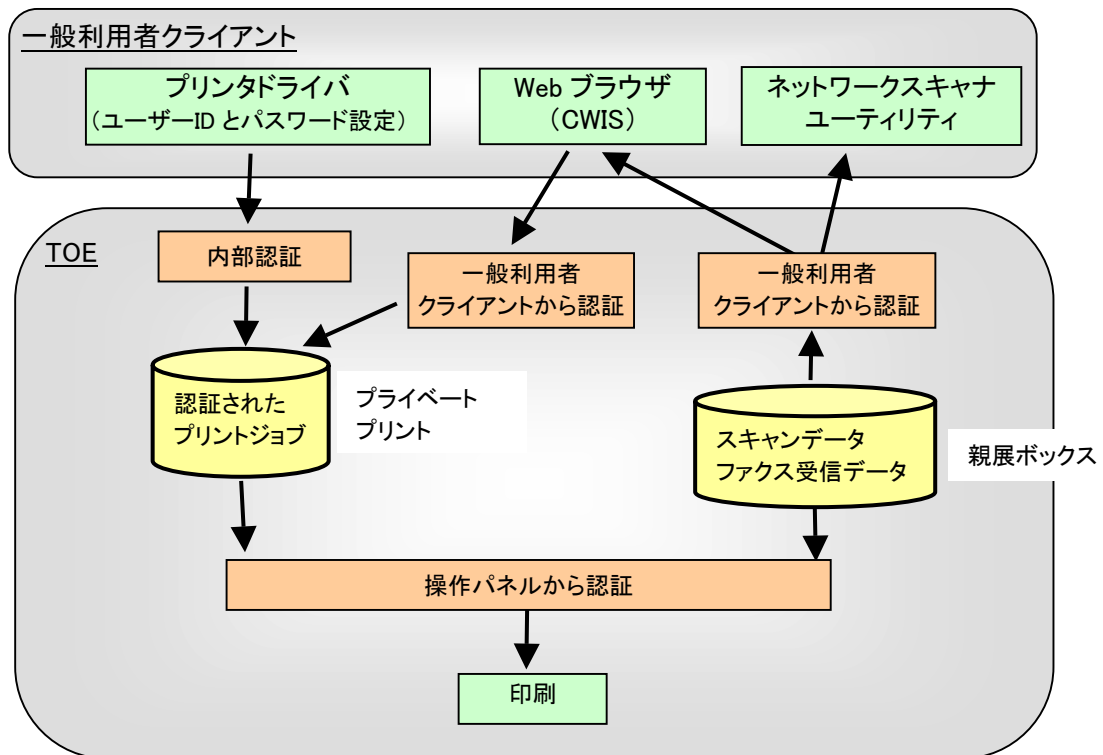 一般利用者クライアント
プリンタドライバ
（ユーザーID とパスワード設定）
Web ブラウザ
（CWIS）
ネットワークスキャナ
ユーティリティ
TOE
内部認証
一般利用者
クライアントから認証
一般利用者
クライアントから認証
認証された
プリントジョブ
プライベート
プリント
スキャンデータ
ファクス受信データ
親展ボックス
操作パネルから認証
印刷